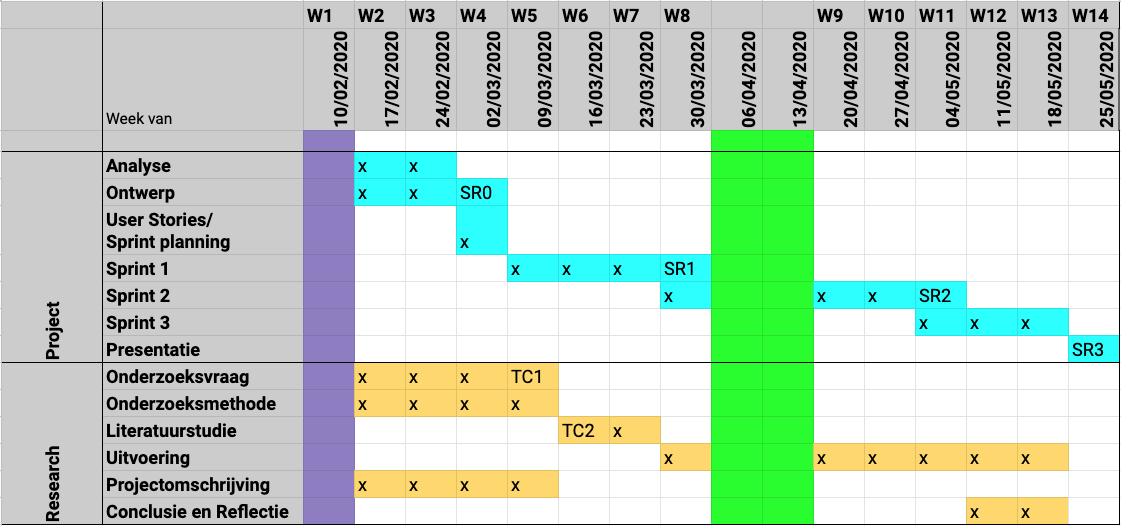 W1 W2 W3 W4 W5 W6 W7 W8 W9 W10 W11 W12 W13 W14
Week van 10/02/2020 17/02/2020 24/02/2020 02/03/2020 09/03/2020 16/03/2020 23/03/2020 30/03/2020 06/04/2020 13/04/2020 20/04/2020 27/04/2020 04/05/2020 11/05/2020 18/05/2020 25/05/2020
Project
Analyse x x
Ontwerp x x SR0
User Stories/
Sprint planning x
Sprint 1 x x x SR1
Sprint 2 x x x SR2
Sprint 3 x x x
Presentatie SR3
Research
Onderzoeksvraag x x x TC1
Onderzoeksmethode x x x x
Literatuurstudie TC2 x
Uitvoering x x x x x x
Projectomschrijving x x x x
Conclusie en Reflectie x x